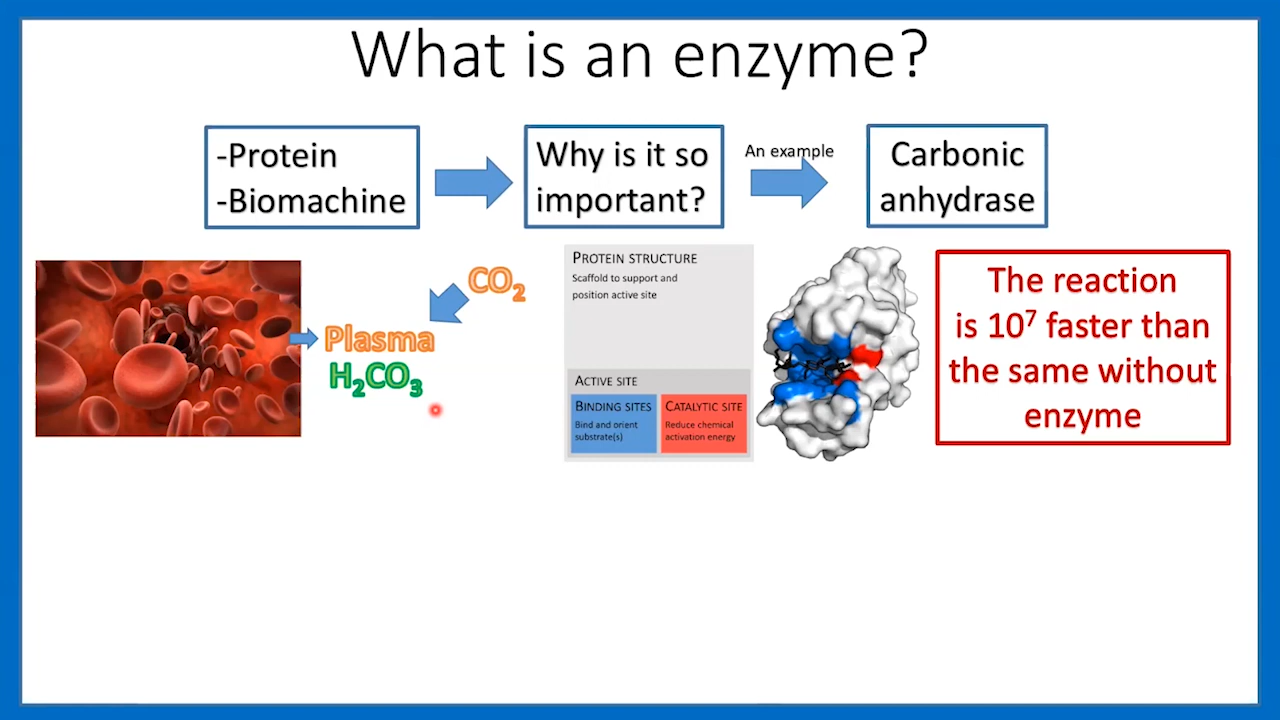 What is an enzyme?
-Protein
-Biomachine
Why is it so
important?
An example
Carbonic
anhydrase
CO₂
Plasma
H₂CO₃
PROTEIN STRUCTURE
Scaffold to support and
position active site
ACTIVE SITE
BINDING SITES
Bind and orient
substrate(s)
CATALYTIC SITE
Reduce chemical
activation energy
The reaction
is 10⁷ faster than
the same without
enzyme